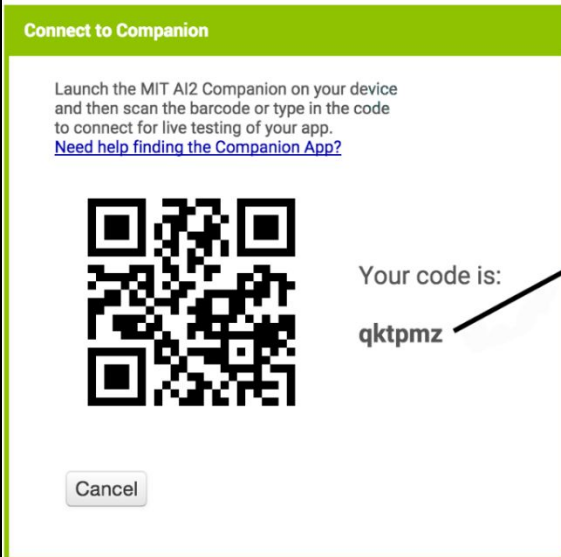 Connect to Companion
Launch the MIT AI2 Companion on your device
and then scan the barcode or type in the code
to connect for live testing of your app.
Need help finding the Companion App?
Your code is:
qktpmz
Cancel